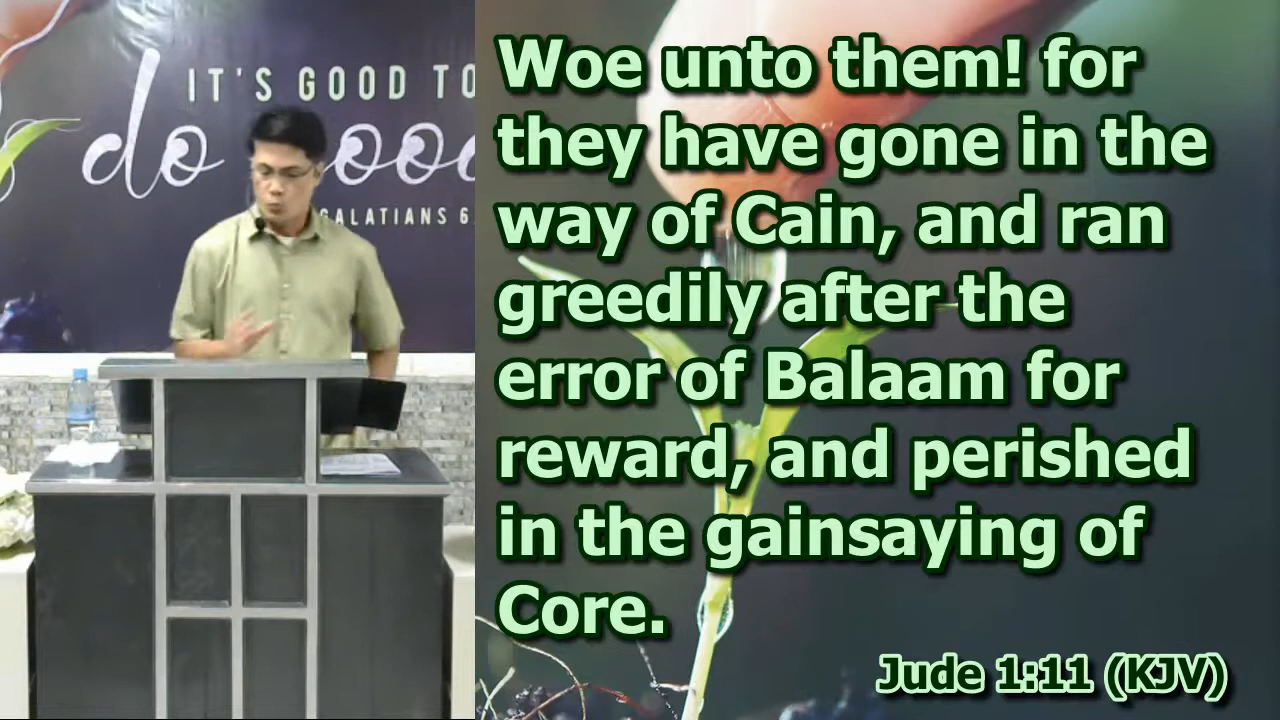 IT'S GOOD TO
do
GALATIANS 6
Woe unto them! for
they have gone in the
way of Cain, and ran
greedily after the
error of Balaam for
reward, and perished
in the gainsaying of
Core.
Jude 1:11 (KJV)